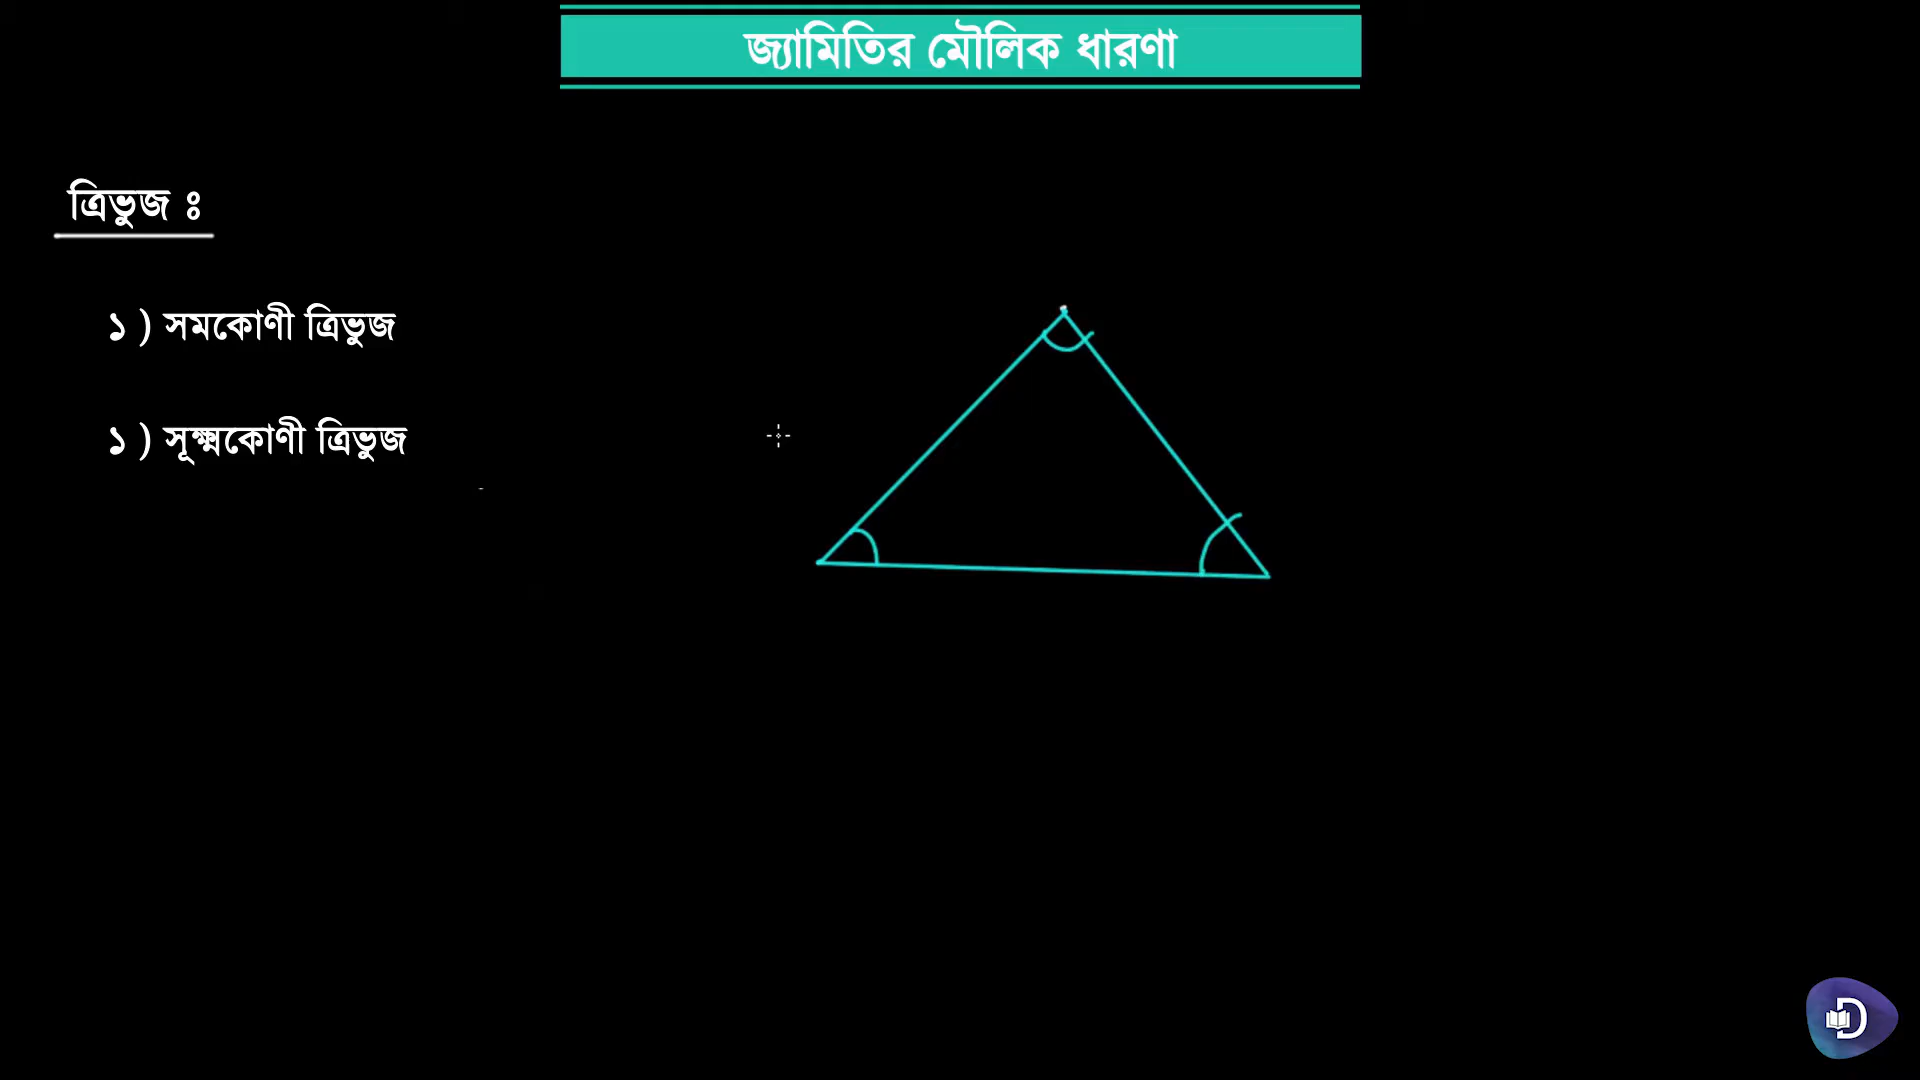 জ্যামিতির মৌলিক ধারণা
ত্রিভুজ ঃ
১ ) সমকোণী ত্রিভুজ
১ ) সূক্ষ্মকোণী ত্রিভুজ
D